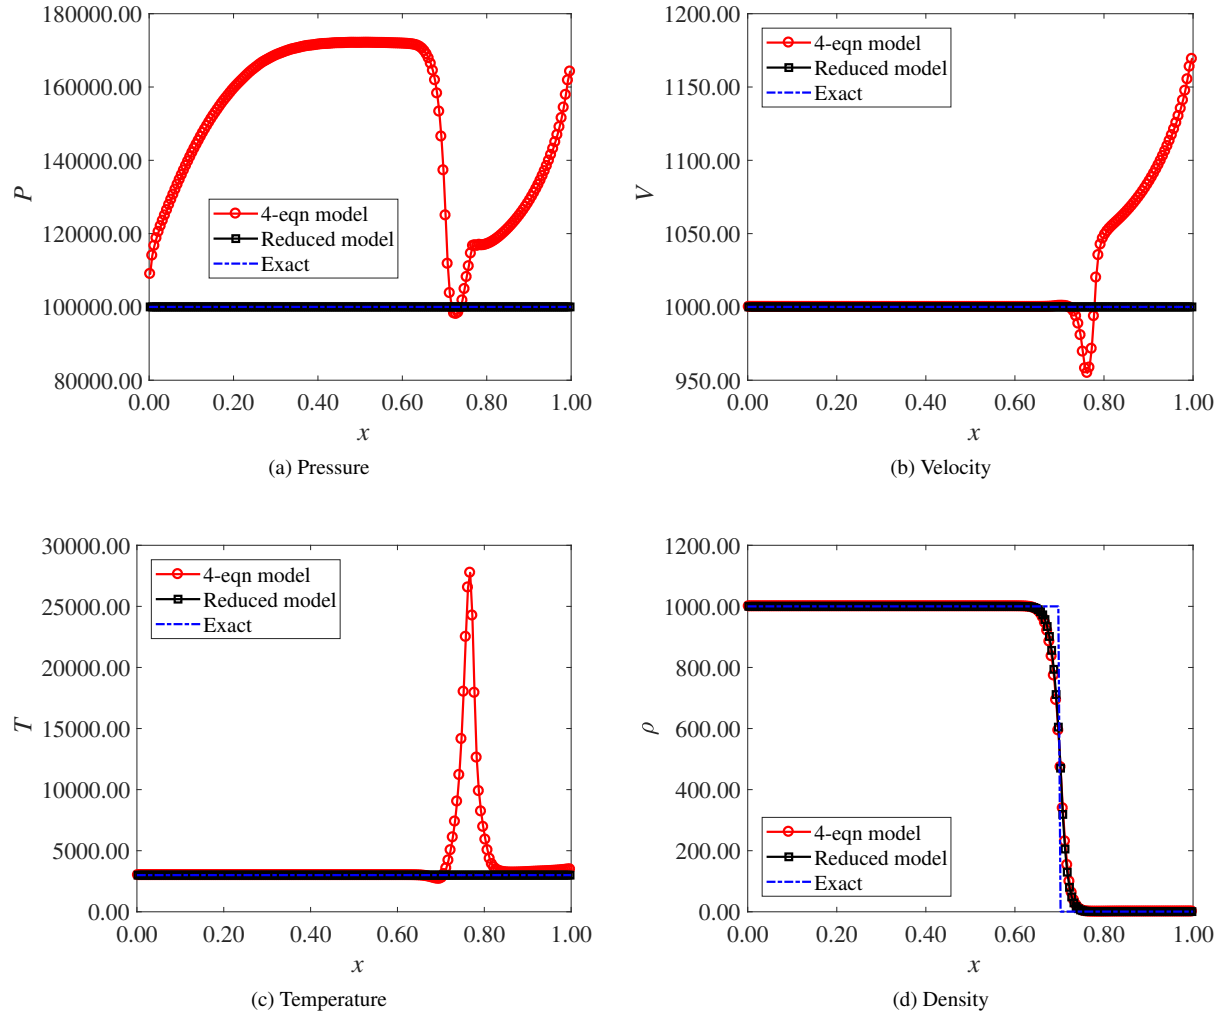 180000.00
160000.00
140000.00
120000.00
100000.00
80000.00
P
4-eqn model
Reduced model
Exact
0.00 0.20 0.40 0.60 0.80 1.00
x
(a) Pressure
1200.00
1150.00
1100.00
1050.00
1000.00
950.00
V
4-eqn model
Reduced model
Exact
0.00 0.20 0.40 0.60 0.80 1.00
x
(b) Velocity
30000.00
25000.00
20000.00
15000.00
10000.00
5000.00
0.00
T
4-eqn model
Reduced model
Exact
0.00 0.20 0.40 0.60 0.80 1.00
x
(c) Temperature
1200.00
1000.00
800.00
600.00
400.00
200.00
0.00
ρ
4-eqn model
Reduced model
Exact
0.00 0.20 0.40 0.60 0.80 1.00
x
(d) Density